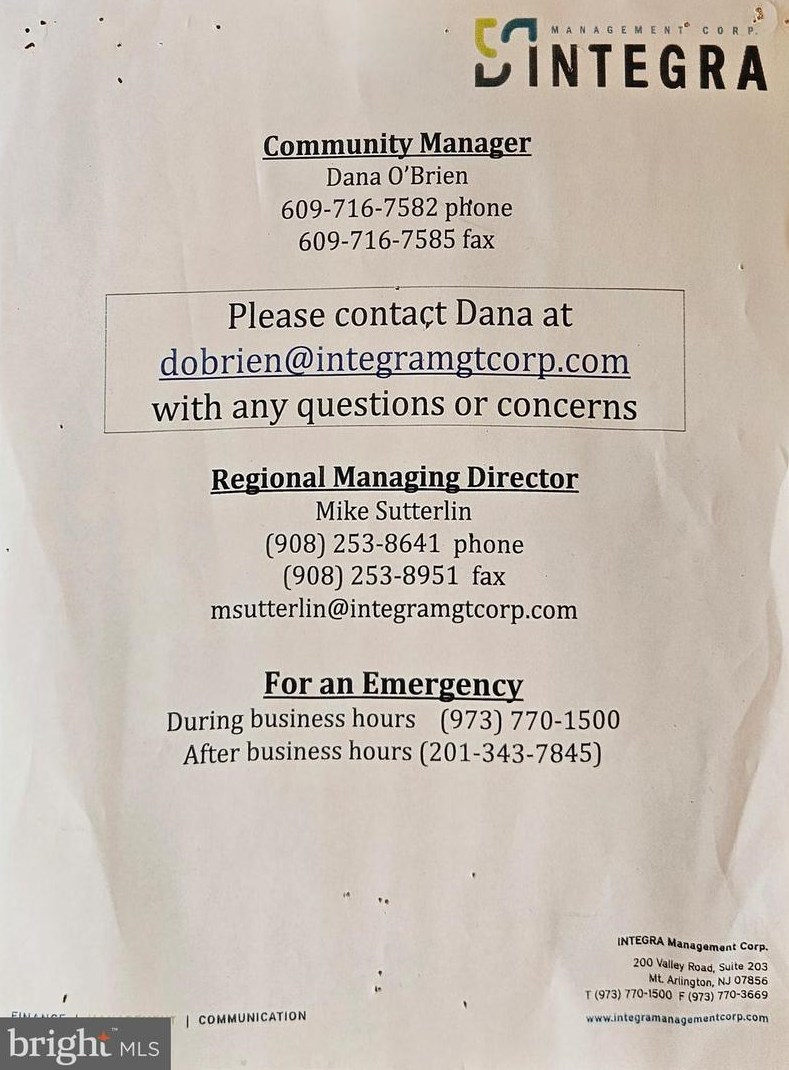 MANAGEMENT CORP.
INTEGRA
Community Manager
Dana O'Brien
609-716-7582 phone
609-716-7585 fax
Please contact Dana at
dobrien@integramgtcorp.com
with any questions or concerns
Regional Managing Director
Mike Sutterlin
(908) 253-8641 phone
(908) 253-8951 fax
msutterlin@integramgtcorp.com
For an Emergency
During business hours (973) 770-1500
After business hours (201-343-7845)
INTEGRA Management Corp.
200 Valley Road, Suite 203
Mt. Arlington, NJ 07856
T (973) 770-1500 F (973) 770-3669
www.integramanagementcorp.com
| COMMUNICATION
bright™ MLS